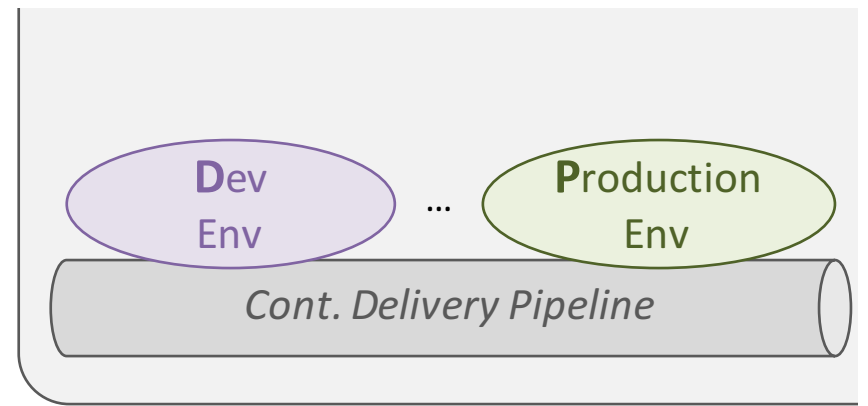 Dev
Env
...
Production
Env
Cont. Delivery Pipeline